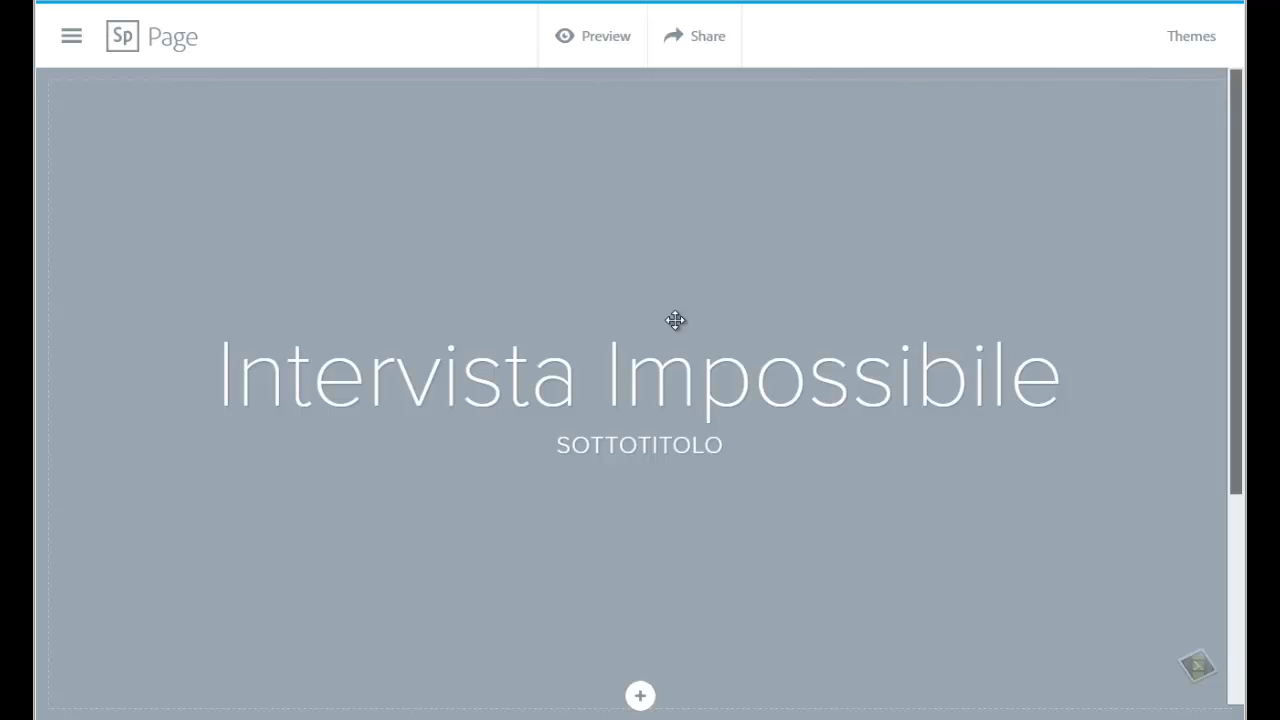 Sp Page
Preview
Share
Themes
Intervista Impossibile
SOTTOTITOLO